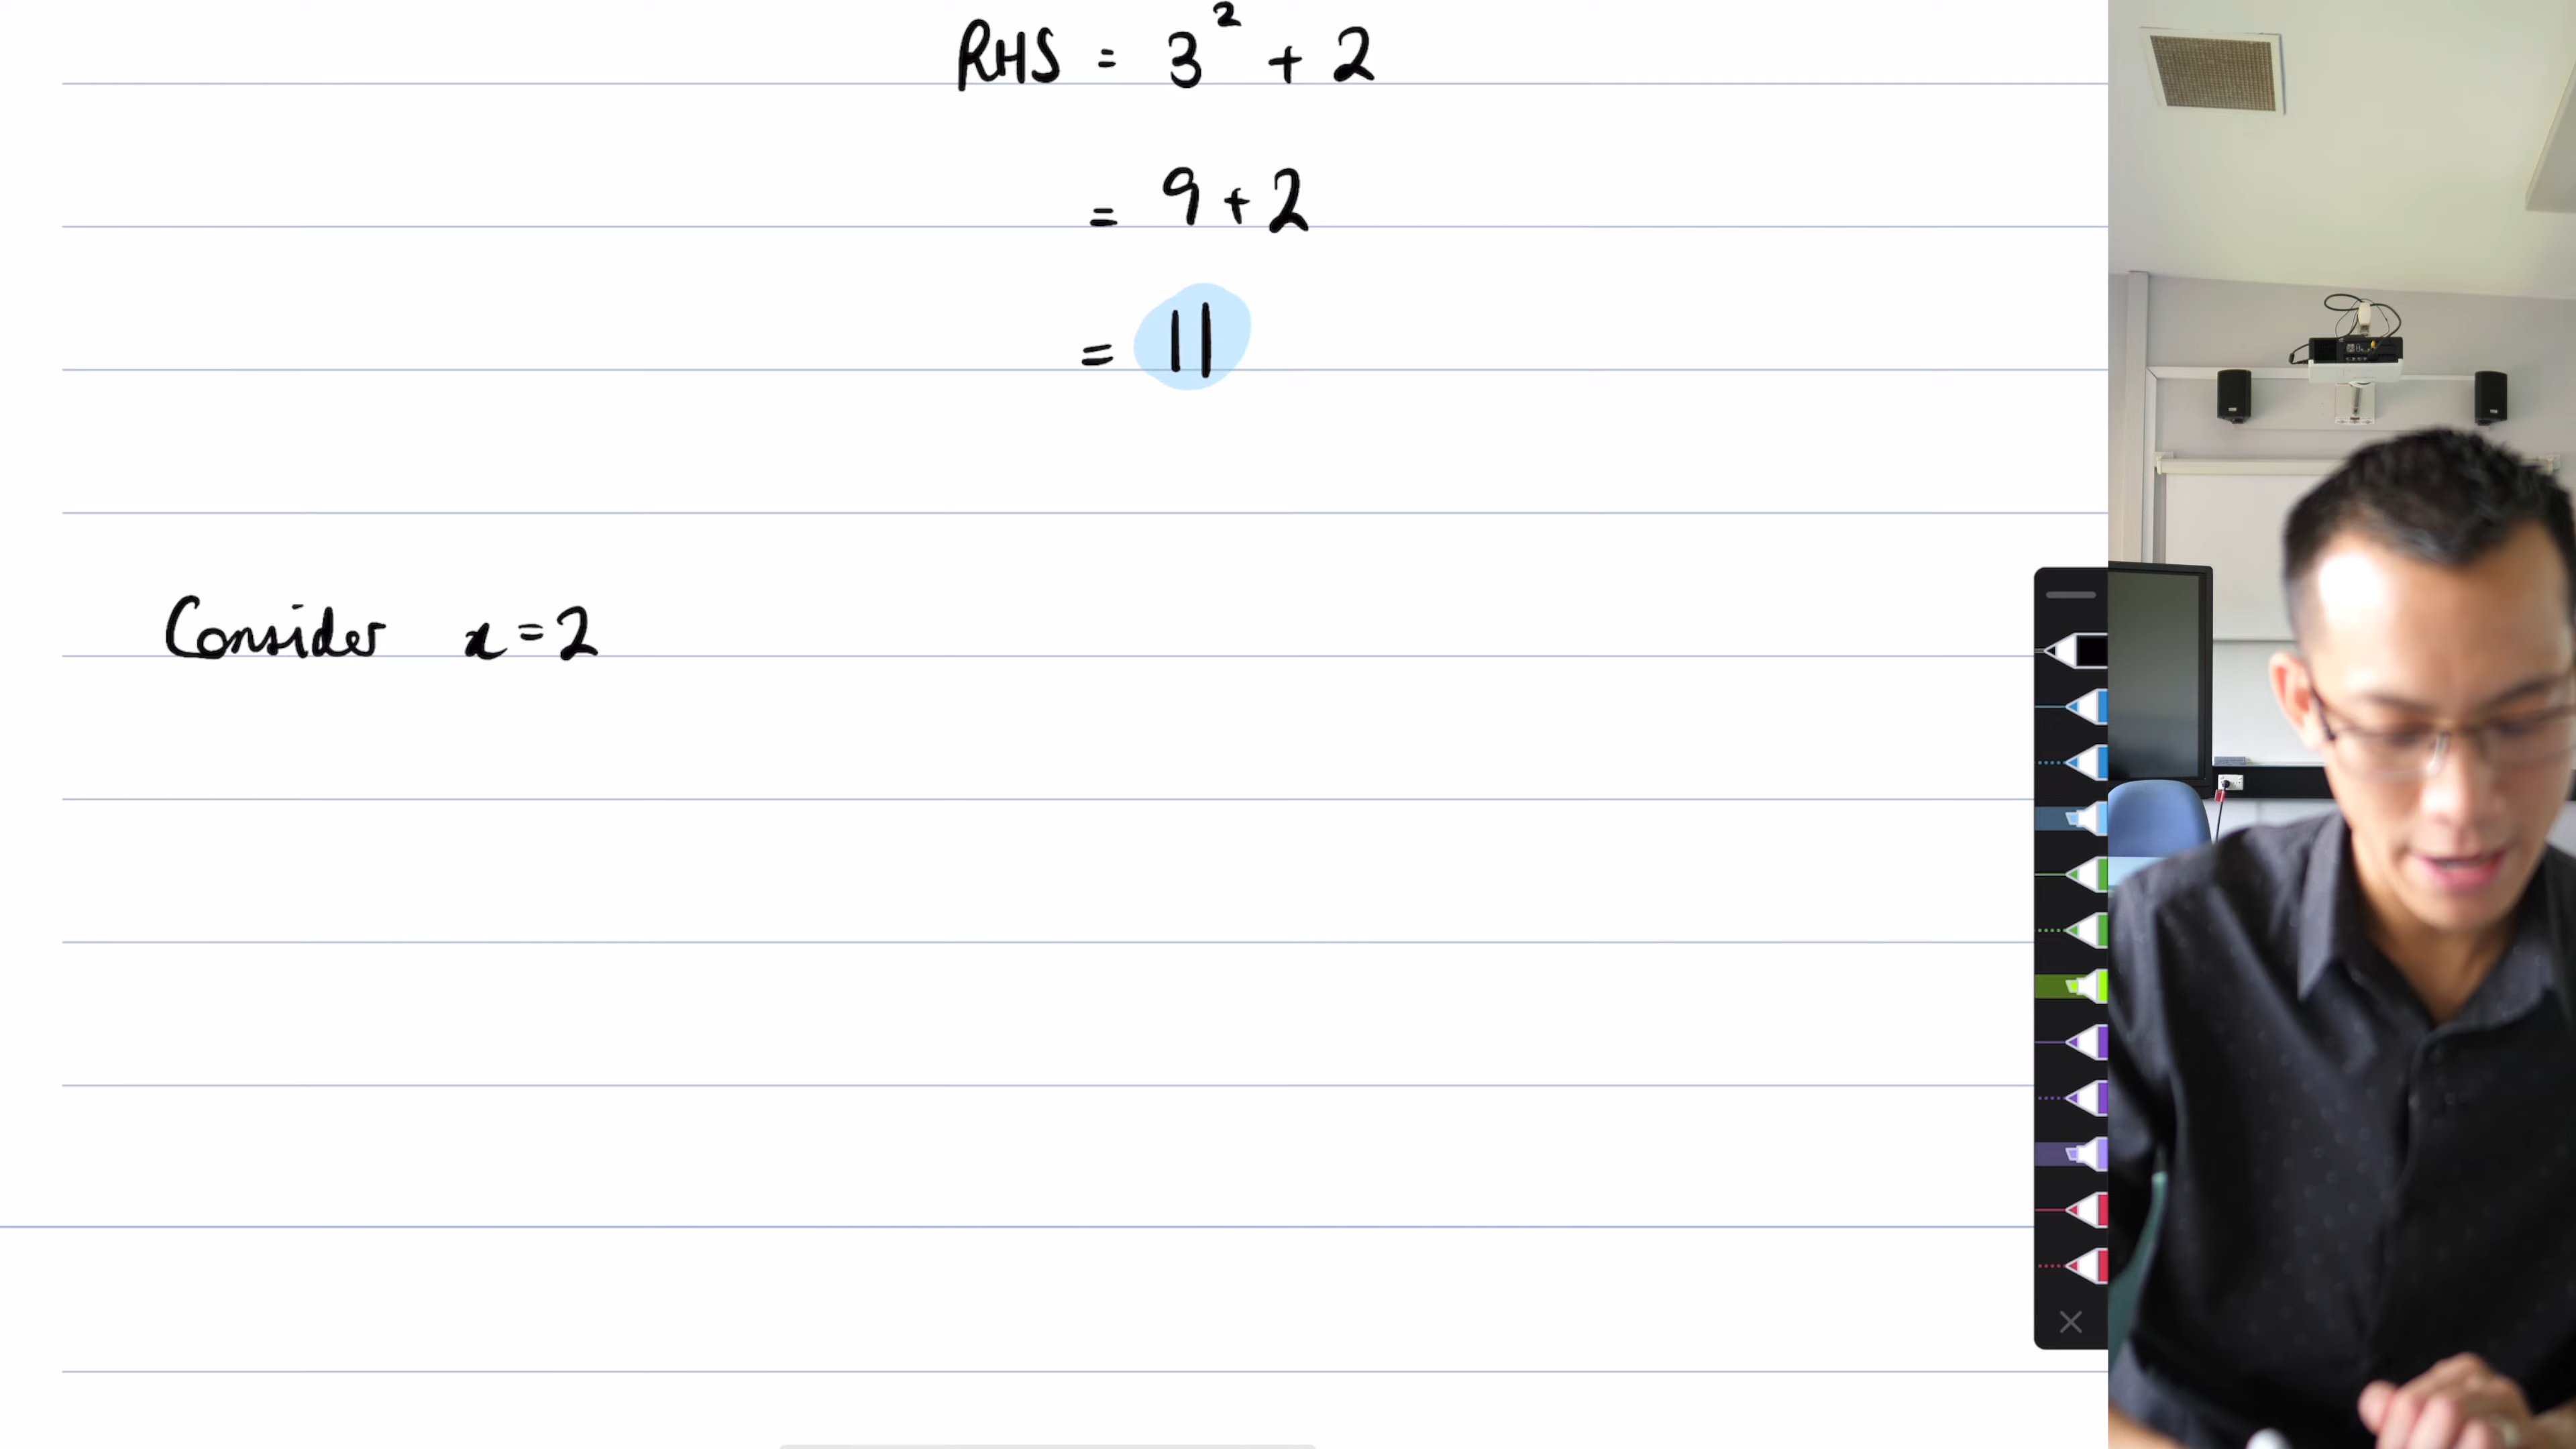 RHS = 3² + 2
= 9 + 2
= 11
Consider x = 2